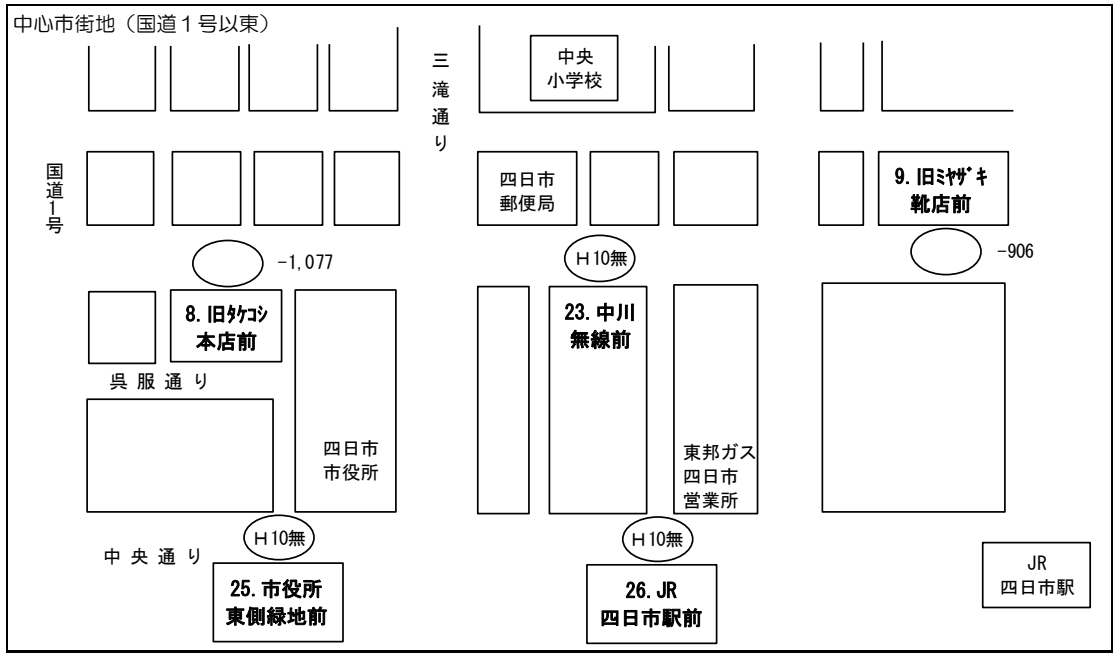 中心市街地（国道１号以東）
三滝通り
中央
小学校
国道1号
四日市
郵便局
9. 旧ﾐﾔｻﾞｷ
靴店前
-1,077
Ｈ10無
-906
8. 旧ﾀｹｺｼ
本店前
23. 中川
無線前
呉服通り
四日市
市役所
東邦ガス
四日市
営業所
中央通り
Ｈ10無
Ｈ10無
25. 市役所
東側緑地前
26. JR
四日市駅前
JR
四日市駅